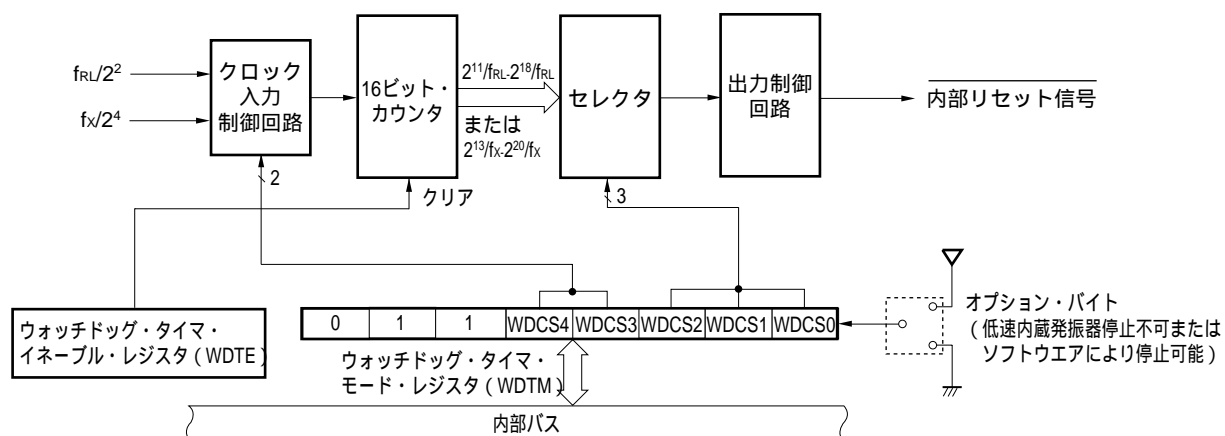 fRL/2²
fX/2⁴
クロック
入力
制御回路
2
16ビット・
カウンタ
2¹¹/fRL-2¹⁸/fRL
または
2¹³/fX-2²⁰/fX
クリア
セレクタ
3
出力制御
回路
内部リセット信号
ウォッチドッグ・タイマ・
イネーブル・レジスタ（WDTE）
0 1 1 WDCS4 WDCS3 WDCS2 WDCS1 WDCS0
ウォッチドッグ・タイマ・
モード・レジスタ（WDTM）
オプション・バイト
（低速内蔵発振器停止不可または
ソフトウエアにより停止可能）
内部バス